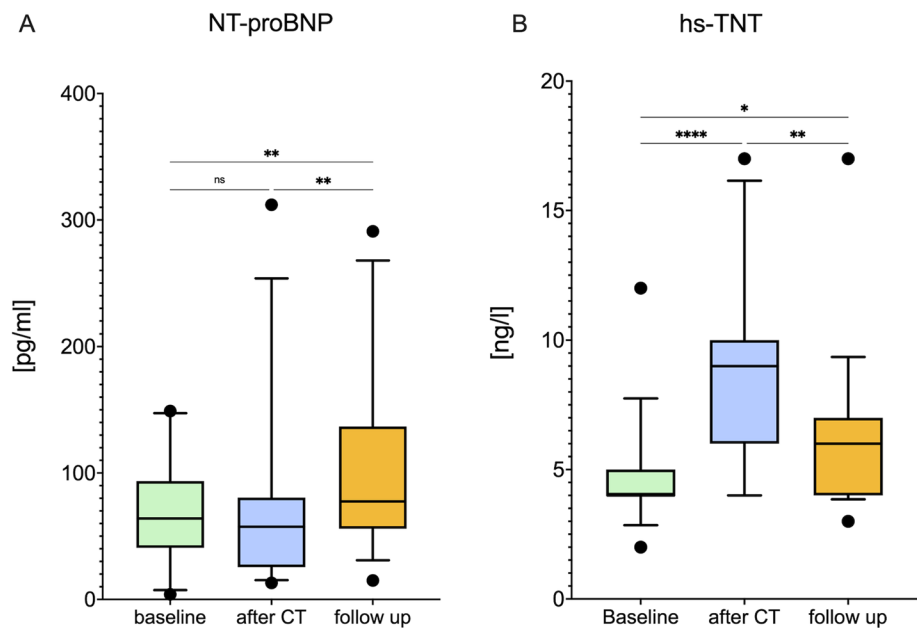 A
NT-proBNP
[pg/ml]
400
300
200
100
0
**
ns
**
baseline
after CT
follow up
B
hs-TNT
[ng/l]
20
15
10
5
0
*
****
**
Baseline
after CT
follow up